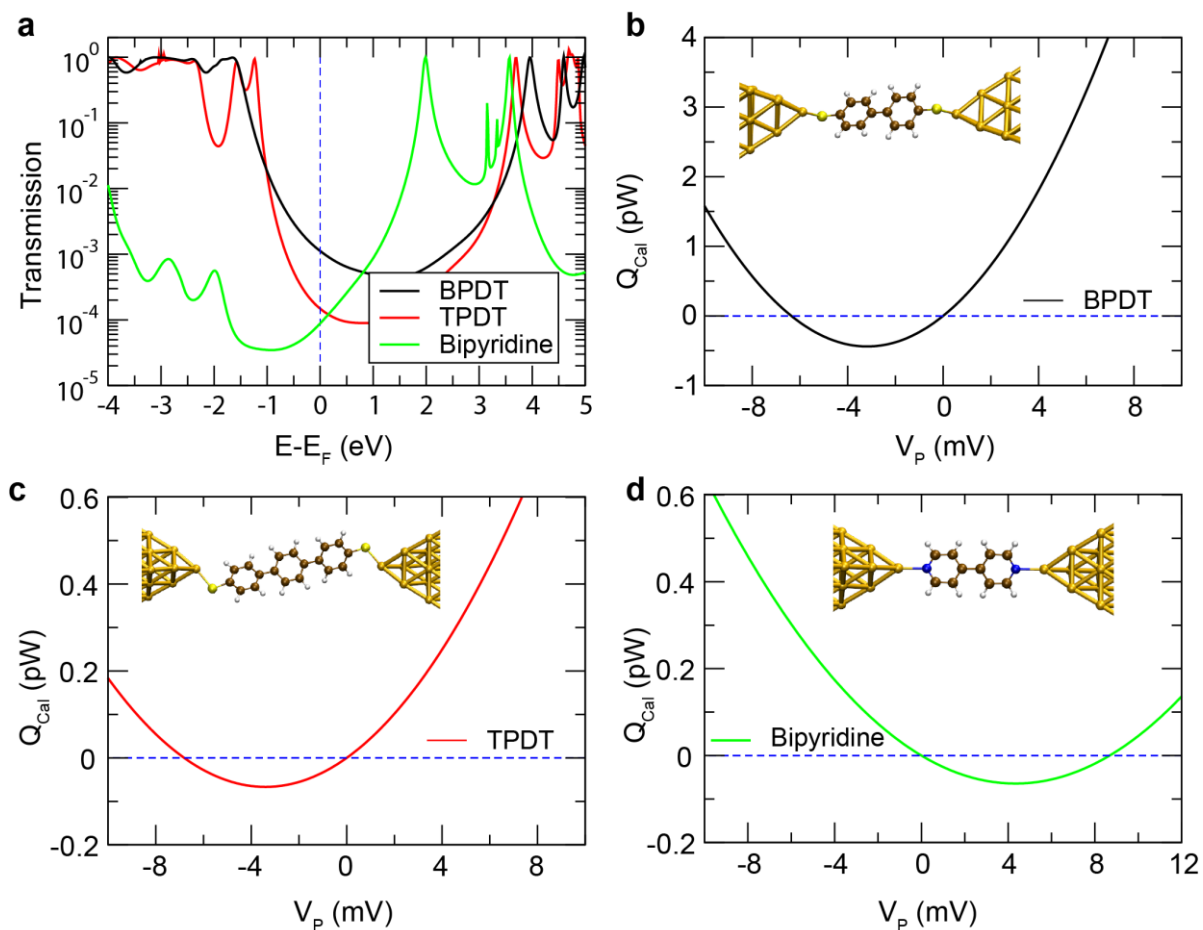 a
Transmission
10^0
10^-1
10^-2
10^-3
10^-4
10^-5
BPDT
TPDT
Bipyridine
-4 -3 -2 -1 0 1 2 3 4 5
E-E_F (eV)
b
Q_Cal (pW)
4
3
2
1
0
-1
BPDT
-8 -4 0 4 8
V_P (mV)
c
Q_Cal (pW)
0.6
0.4
0.2
0
-0.2
TPDT
-8 -4 0 4 8
V_P (mV)
d
Q_Cal (pW)
0.6
0.4
0.2
0
-0.2
Bipyridine
-8 -4 0 4 8 12
V_P (mV)